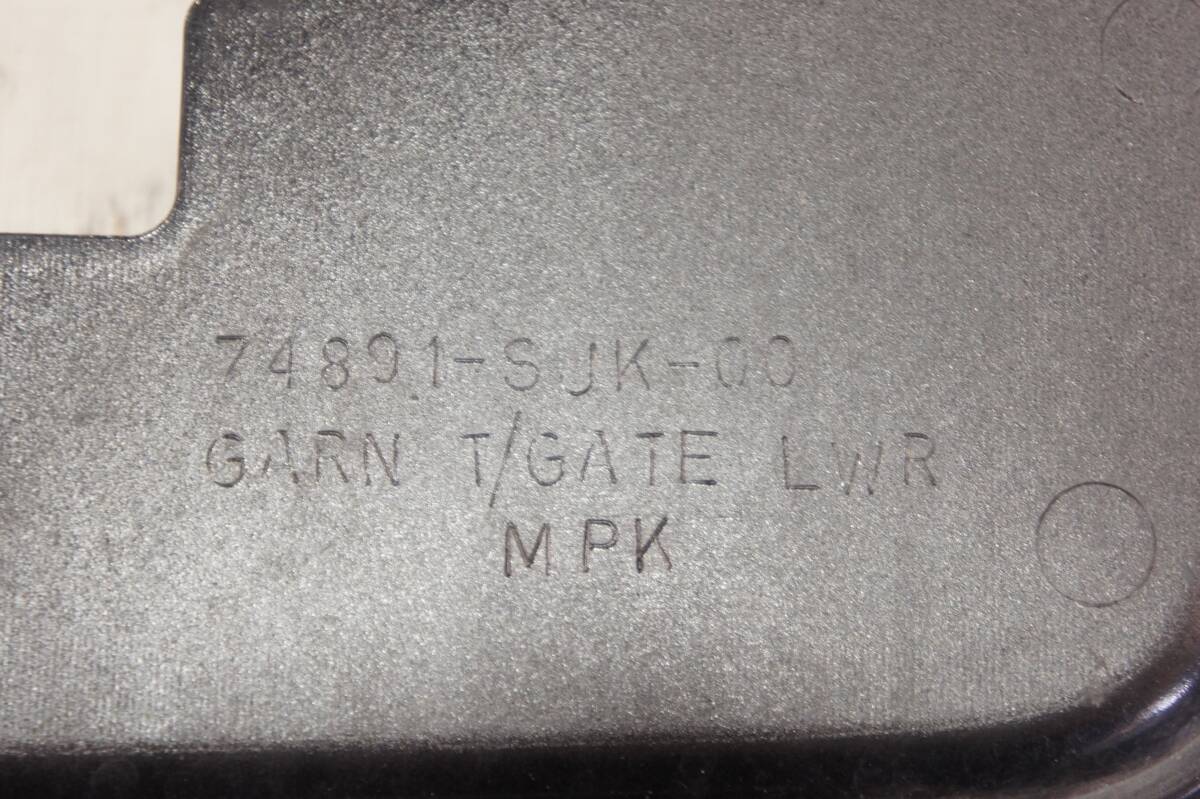 74891-SJK-00
GARN T/GATE LWR
MPK